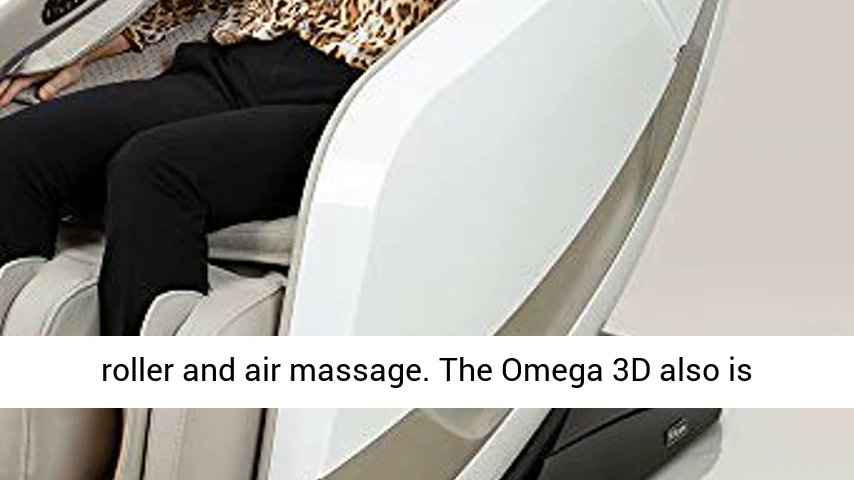 roller and air massage. The Omega 3D also is